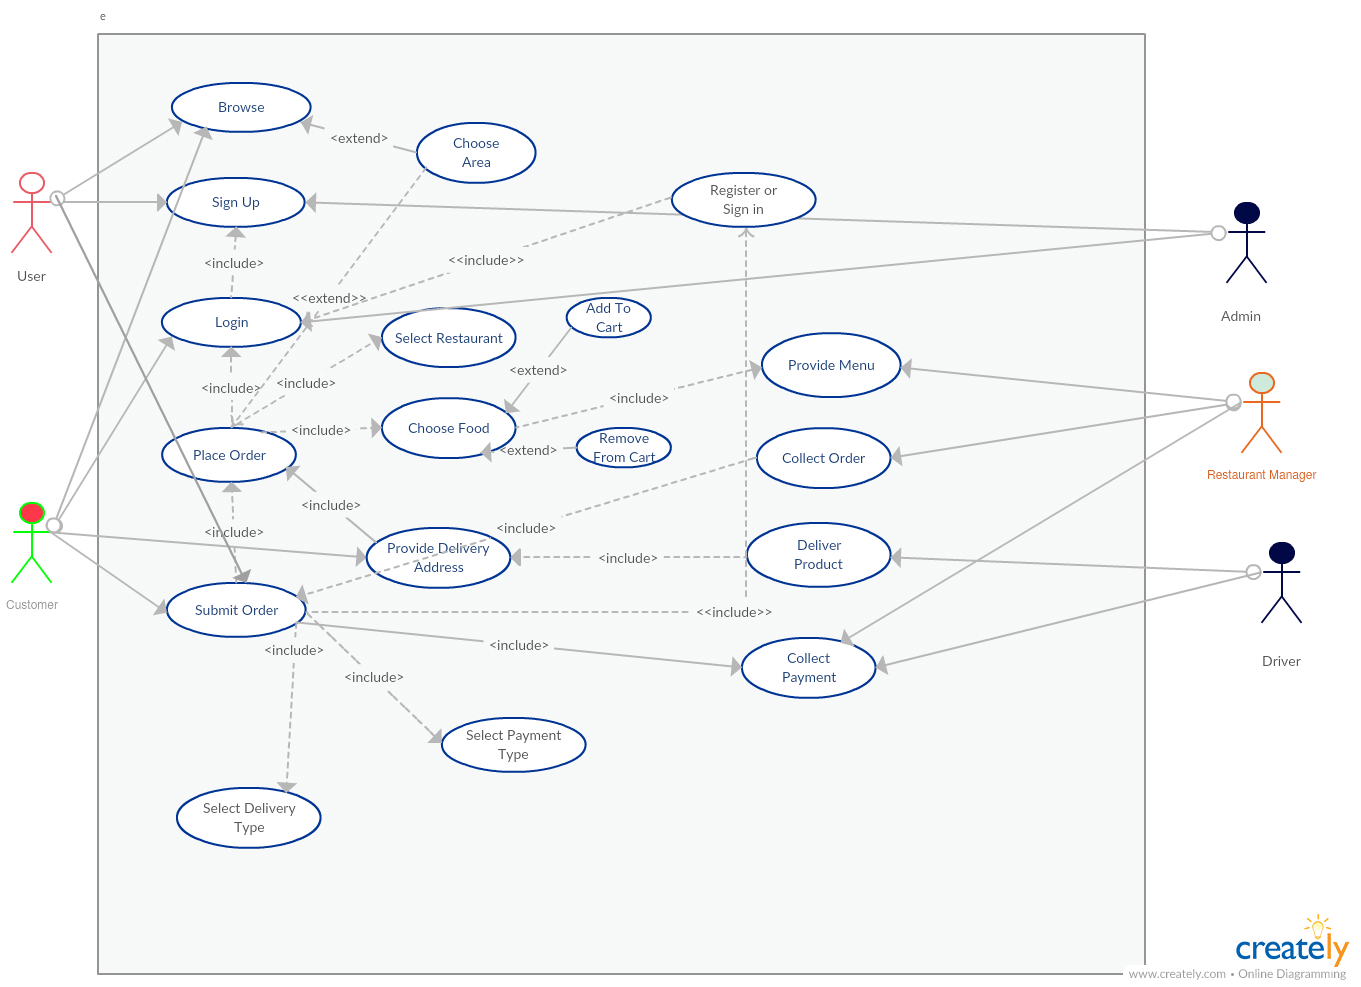 e
Browse
<extend>
Choose
Area
Register or
Sign in
Sign Up
User
<include>
<<include>>
Admin
<<extend>>
Login
Select Restaurant
Add To
Cart
<extend>
Provide Menu
<include>
<include>
<include>
Choose Food
<include>
<extend>
Remove
From Cart
Place Order
Collect Order
Restaurant Manager
<include>
<include>
<include>
Provide Delivery
Address
<include>
Deliver
Product
Customer
Submit Order
<<include>>
<include>
<include>
<include>
Collect
Payment
Driver
Select Payment
Type
Select Delivery
Type
creately
www.creately.com • Online Diagramming